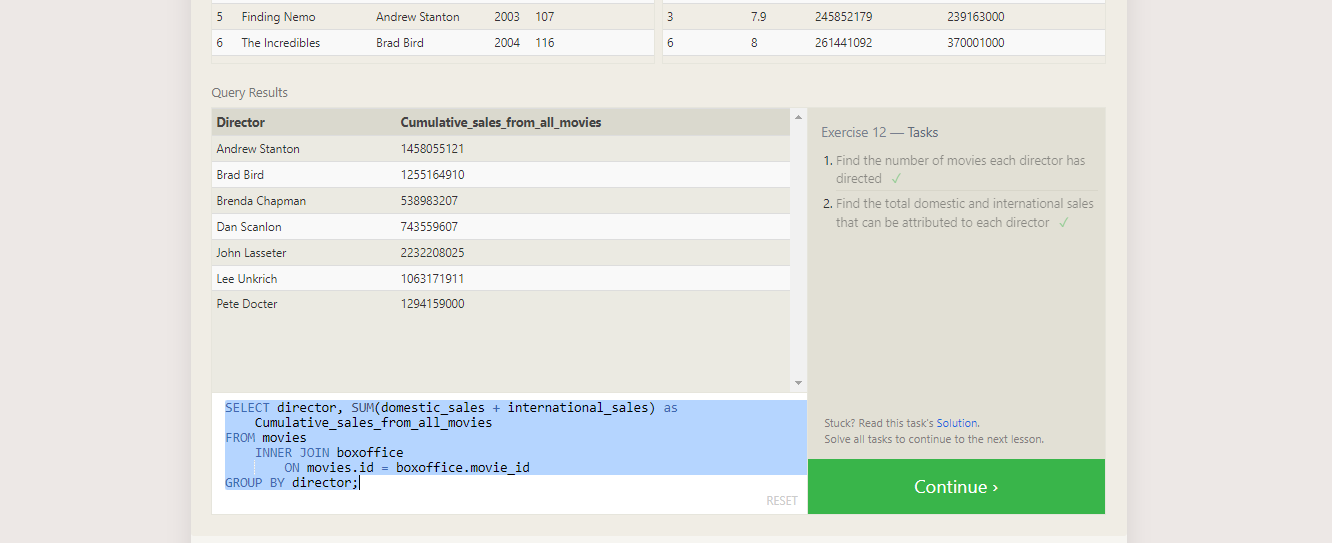 5 Finding Nemo Andrew Stanton 2003 107
3 7.9 245852179 239163000
6 The Incredibles Brad Bird 2004 116
6 8 261441092 370001000
Query Results
Director Cumulative_sales_from_all_movies
Andrew Stanton 1458055121
Brad Bird 1255164910
Brenda Chapman 538983207
Dan Scanlon 743559607
John Lasseter 2232208025
Lee Unkrich 1063171911
Pete Docter 1294159000
SELECT director, SUM(domestic_sales + international_sales) as
Cumulative_sales_from_all_movies
FROM movies
INNER JOIN boxoffice
ON movies.id = boxoffice.movie_id
GROUP BY director;
RESET
Exercise 12 — Tasks
1. Find the number of movies each director has
directed ✓
2. Find the total domestic and international sales
that can be attributed to each director ✓
Stuck? Read this task's Solution.
Solve all tasks to continue to the next lesson.
Continue ›